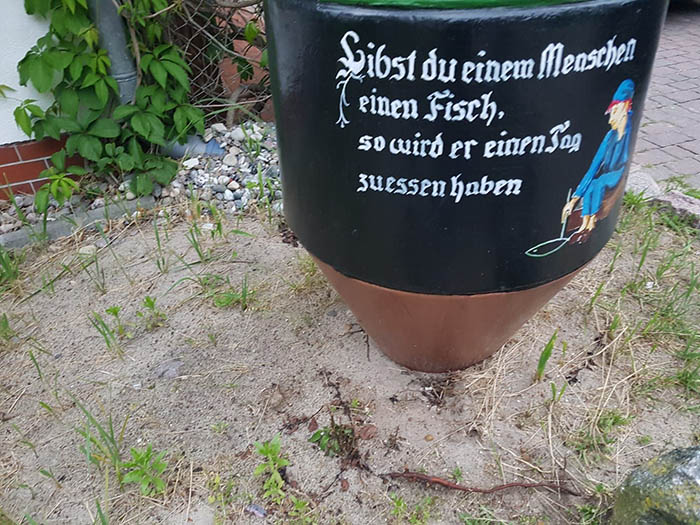 Gibst du einem Menschen
einen Fisch,
so wird er einen Tag
zuessen haben